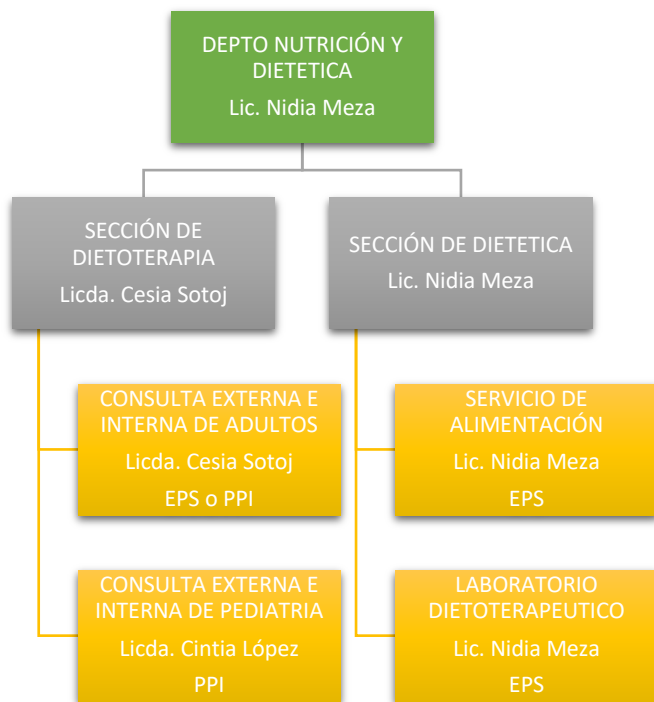 DEPTO NUTRICIÓN Y
DIETETICA
Lic. Nidia Meza
SECCIÓN DE
DIETOTERAPIA
Licda. Cesia Sotoj
SECCIÓN DE DIETETICA
Lic. Nidia Meza
CONSULTA EXTERNA E
INTERNA DE ADULTOS
Licda. Cesia Sotoj
EPS o PPI
SERVICIO DE
ALIMENTACIÓN
Lic. Nidia Meza
EPS
CONSULTA EXTERNA E
INTERNA DE PEDIATRIA
Licda. Cintia López
PPI
LABORATORIO
DIETOTERAPEUTICO
Lic. Nidia Meza
EPS